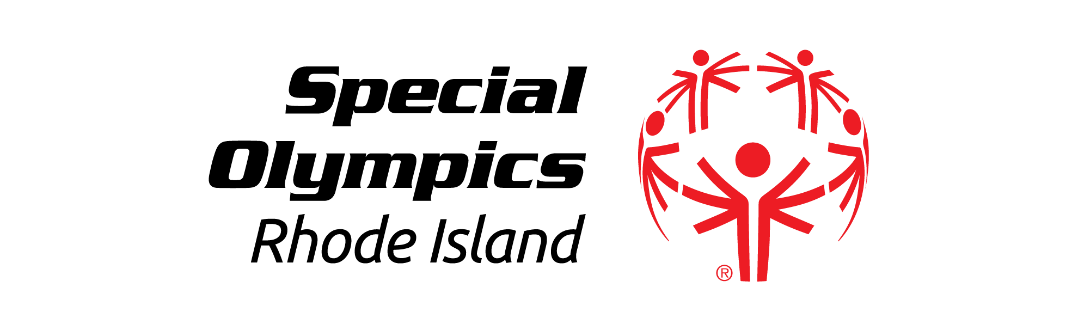 Special
Olympics
Rhode Island
®